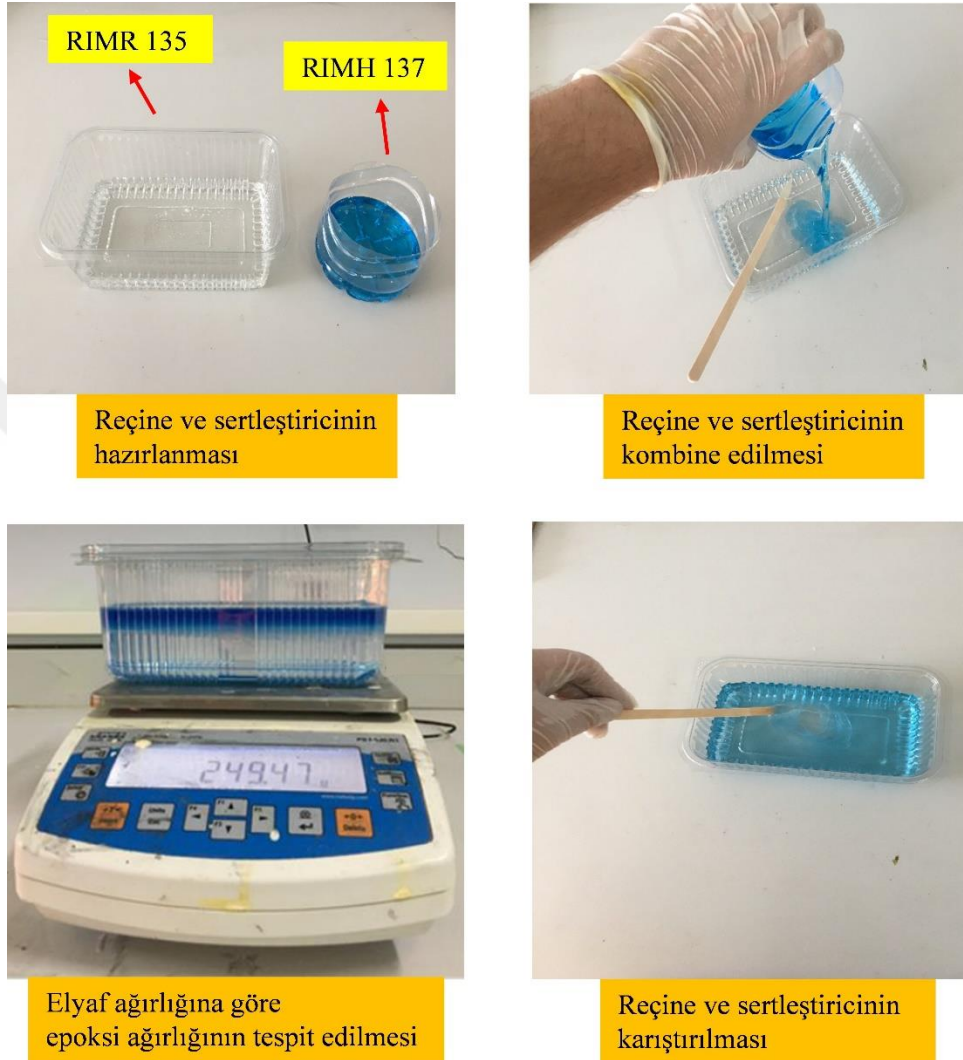 RIMR 135
RIMH 137
Reçine ve sertleştiricinin
hazırlanması
Reçine ve sertleştiricinin
kombine edilmesi
249.47
Elyaf ağırlığına göre
epoksi ağırlığının tespit edilmesi
Reçine ve sertleştiricinin
karıştırılması